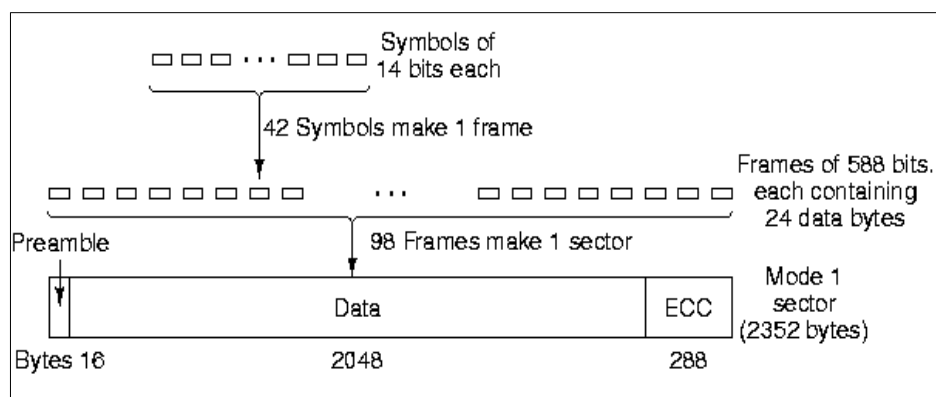 Symbols of
14 bits each
42 Symbols make 1 frame
Frames of 588 bits.
each containing
24 data bytes
Preamble
98 Frames make 1 sector
Data
ECC
Mode 1
sector
(2352 bytes)
Bytes 16
2048
288